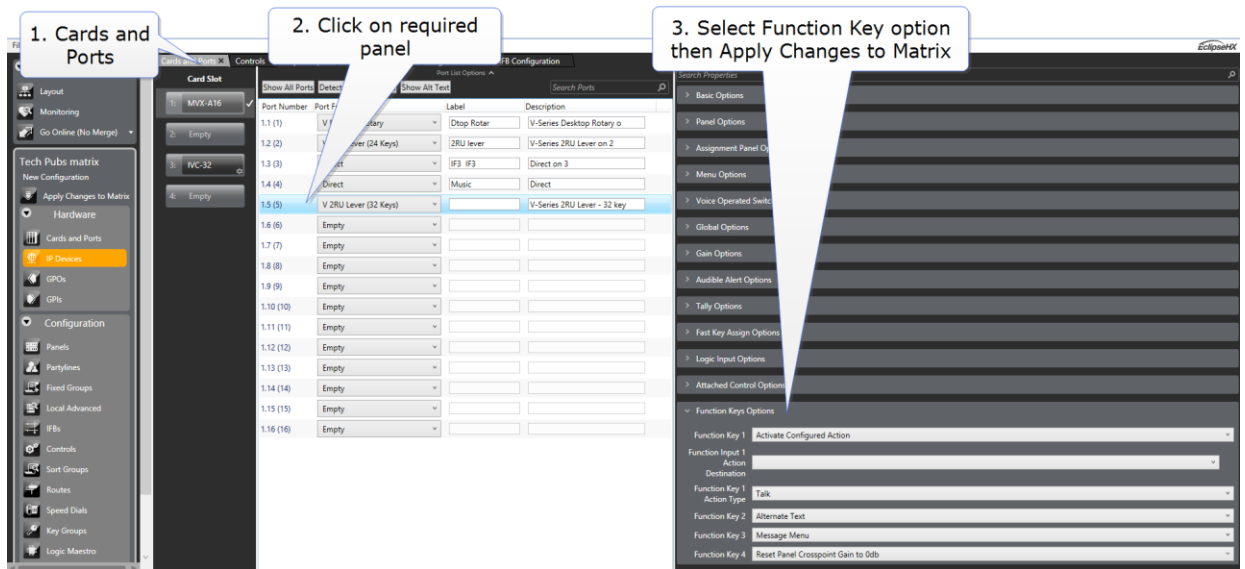 1. Cards and
Ports
2. Click on required
panel
3. Select Function Key option
then Apply Changes to Matrix
EclipseHX
Layout
Monitoring
Go Online (No Merge)
Tech Pubs matrix
New Configuration
Apply Changes to Matrix
Hardware
Cards and Ports
IP Devices
GPOs
GPIs
Configuration
Panels
Partylines
Fixed Groups
Local Advanced
IFBs
Controls
Sort Groups
Routes
Speed Dials
Key Groups
Logic Maestro
Cards and Ports
Card Slot
1: MVX-A16
2: Empty
3: IVC-32
4: Empty
FB Configuration
Port List Options
Show All Ports Detect Show Alt Text Search Ports
Port Number Label Description
1.1 (1) Dtop Rotar V-Series Desktop Rotary o
1.2 (2) (24 Keys) 2RU lever V-Series 2RU Lever on 2
1.3 (3) IF3 IF3 Direct on 3
1.4 (4) Direct Music Direct
1.5 (5) V 2RU Lever (32 Keys) V-Series 2RU Lever - 32 key
1.6 (6) Empty
1.7 (7) Empty
1.8 (8) Empty
1.9 (9) Empty
1.10 (10) Empty
1.11 (11) Empty
1.12 (12) Empty
1.13 (13) Empty
1.14 (14) Empty
1.15 (15) Empty
1.16 (16) Empty
Search Properties
Basic Options
Panel Options
Assignment Panel
Menu Options
Voice Operated
Global Options
Gain Options
Audible Alert Options
Tally Options
Fast Key Assign Options
Logic Input Options
Attached Control Options
Function Keys Options
Function Key 1 Activate Configured Action
Function Input 1
Action
Destination
Function Key 1
Action Type Talk
Function Key 2 Alternate Text
Function Key 3 Message Menu
Function Key 4 Reset Panel Crosspoint Gain to 0db